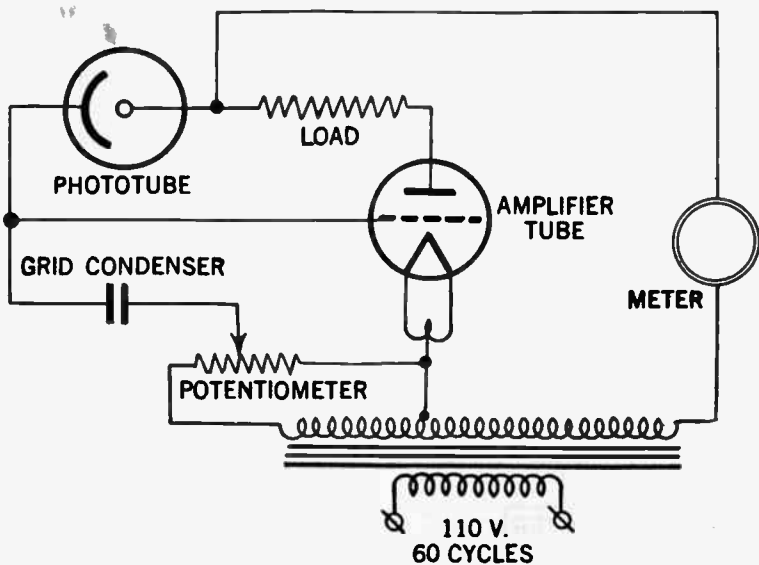 LOAD
PHOTOTUBE
AMPLIFIER
TUBE
GRID CONDENSER
METER
POTENTIOMETER
110 V.
60 CYCLES